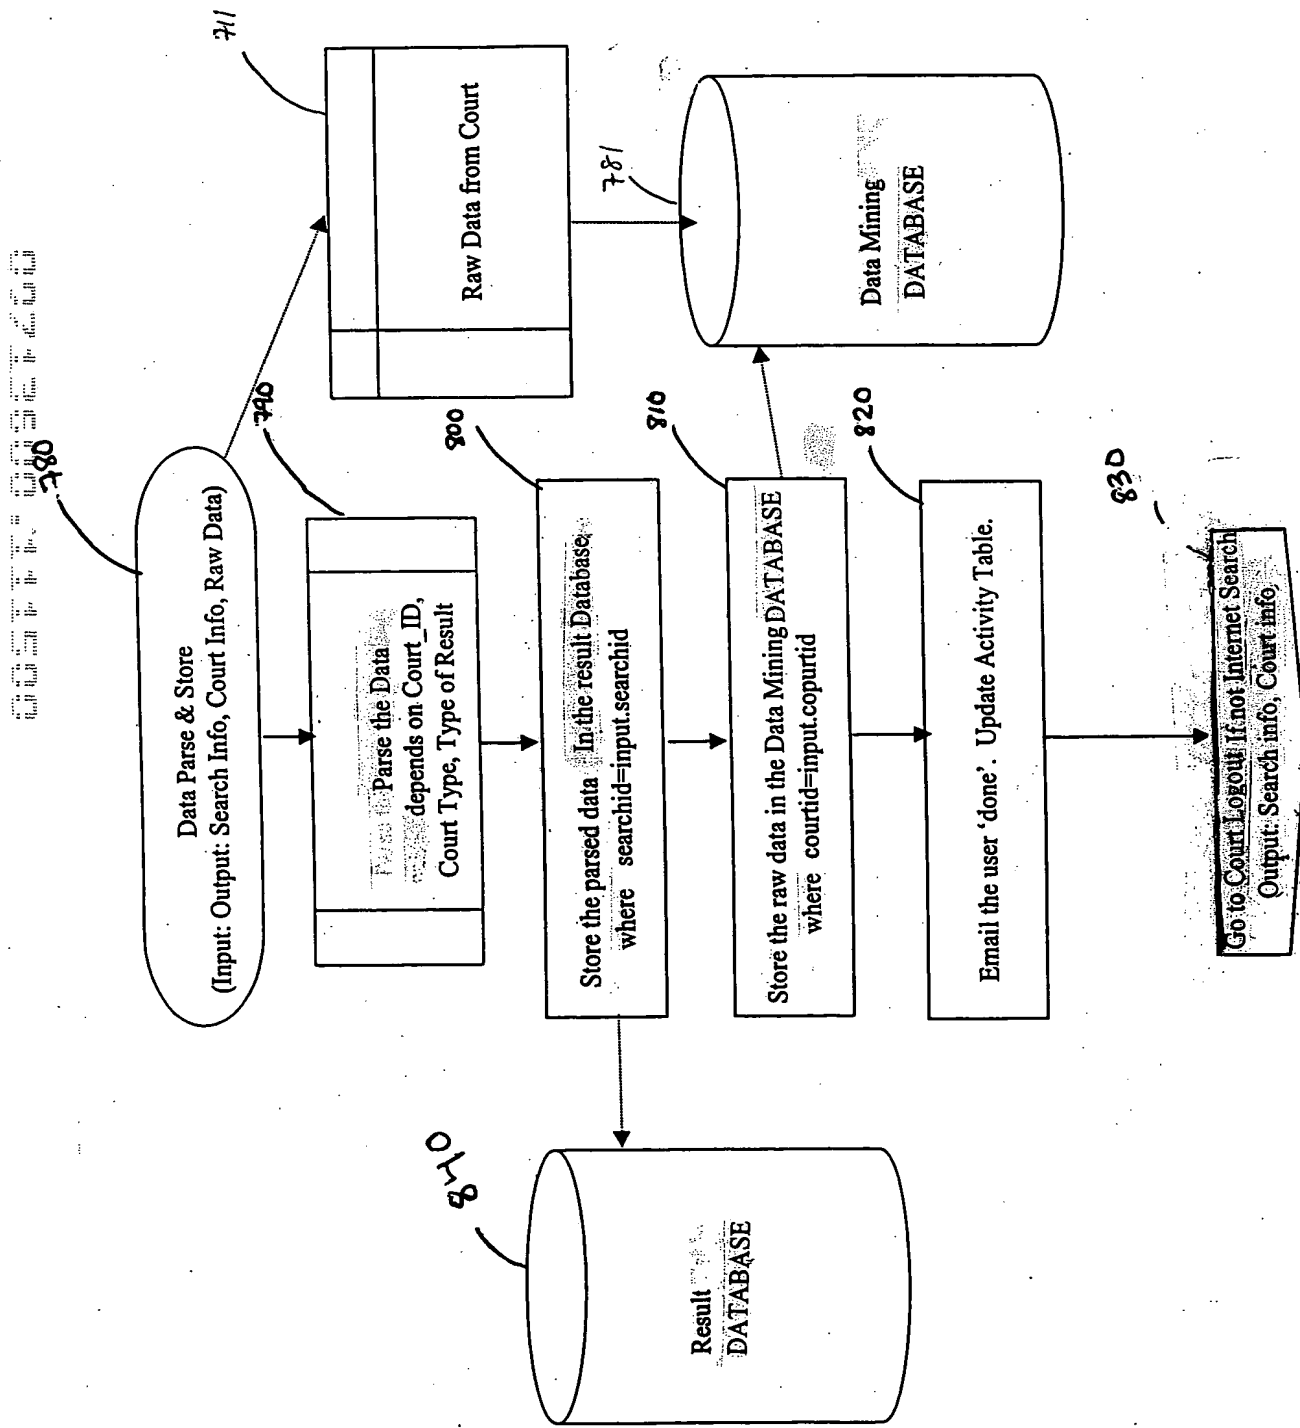 780
Data Parse & Store
(Input: Output: Search Info, Court Info, Raw Data)
711
Raw Data from Court
790
Parse the Data
depends on Court_ID,
Court Type, Type of Result
800
Store the parsed data In the result Database,
where searchid=input.searchid
781
Data Mining
DATABASE
810
Store the raw data in the Data Mining DATABASE
where courtid=input.copurtid
820
Email the user 'done'. Update Activity Table.
830
Go to Court Logout If not Internet Search
Output: Search info, Court info,
840
Result
DATABASE